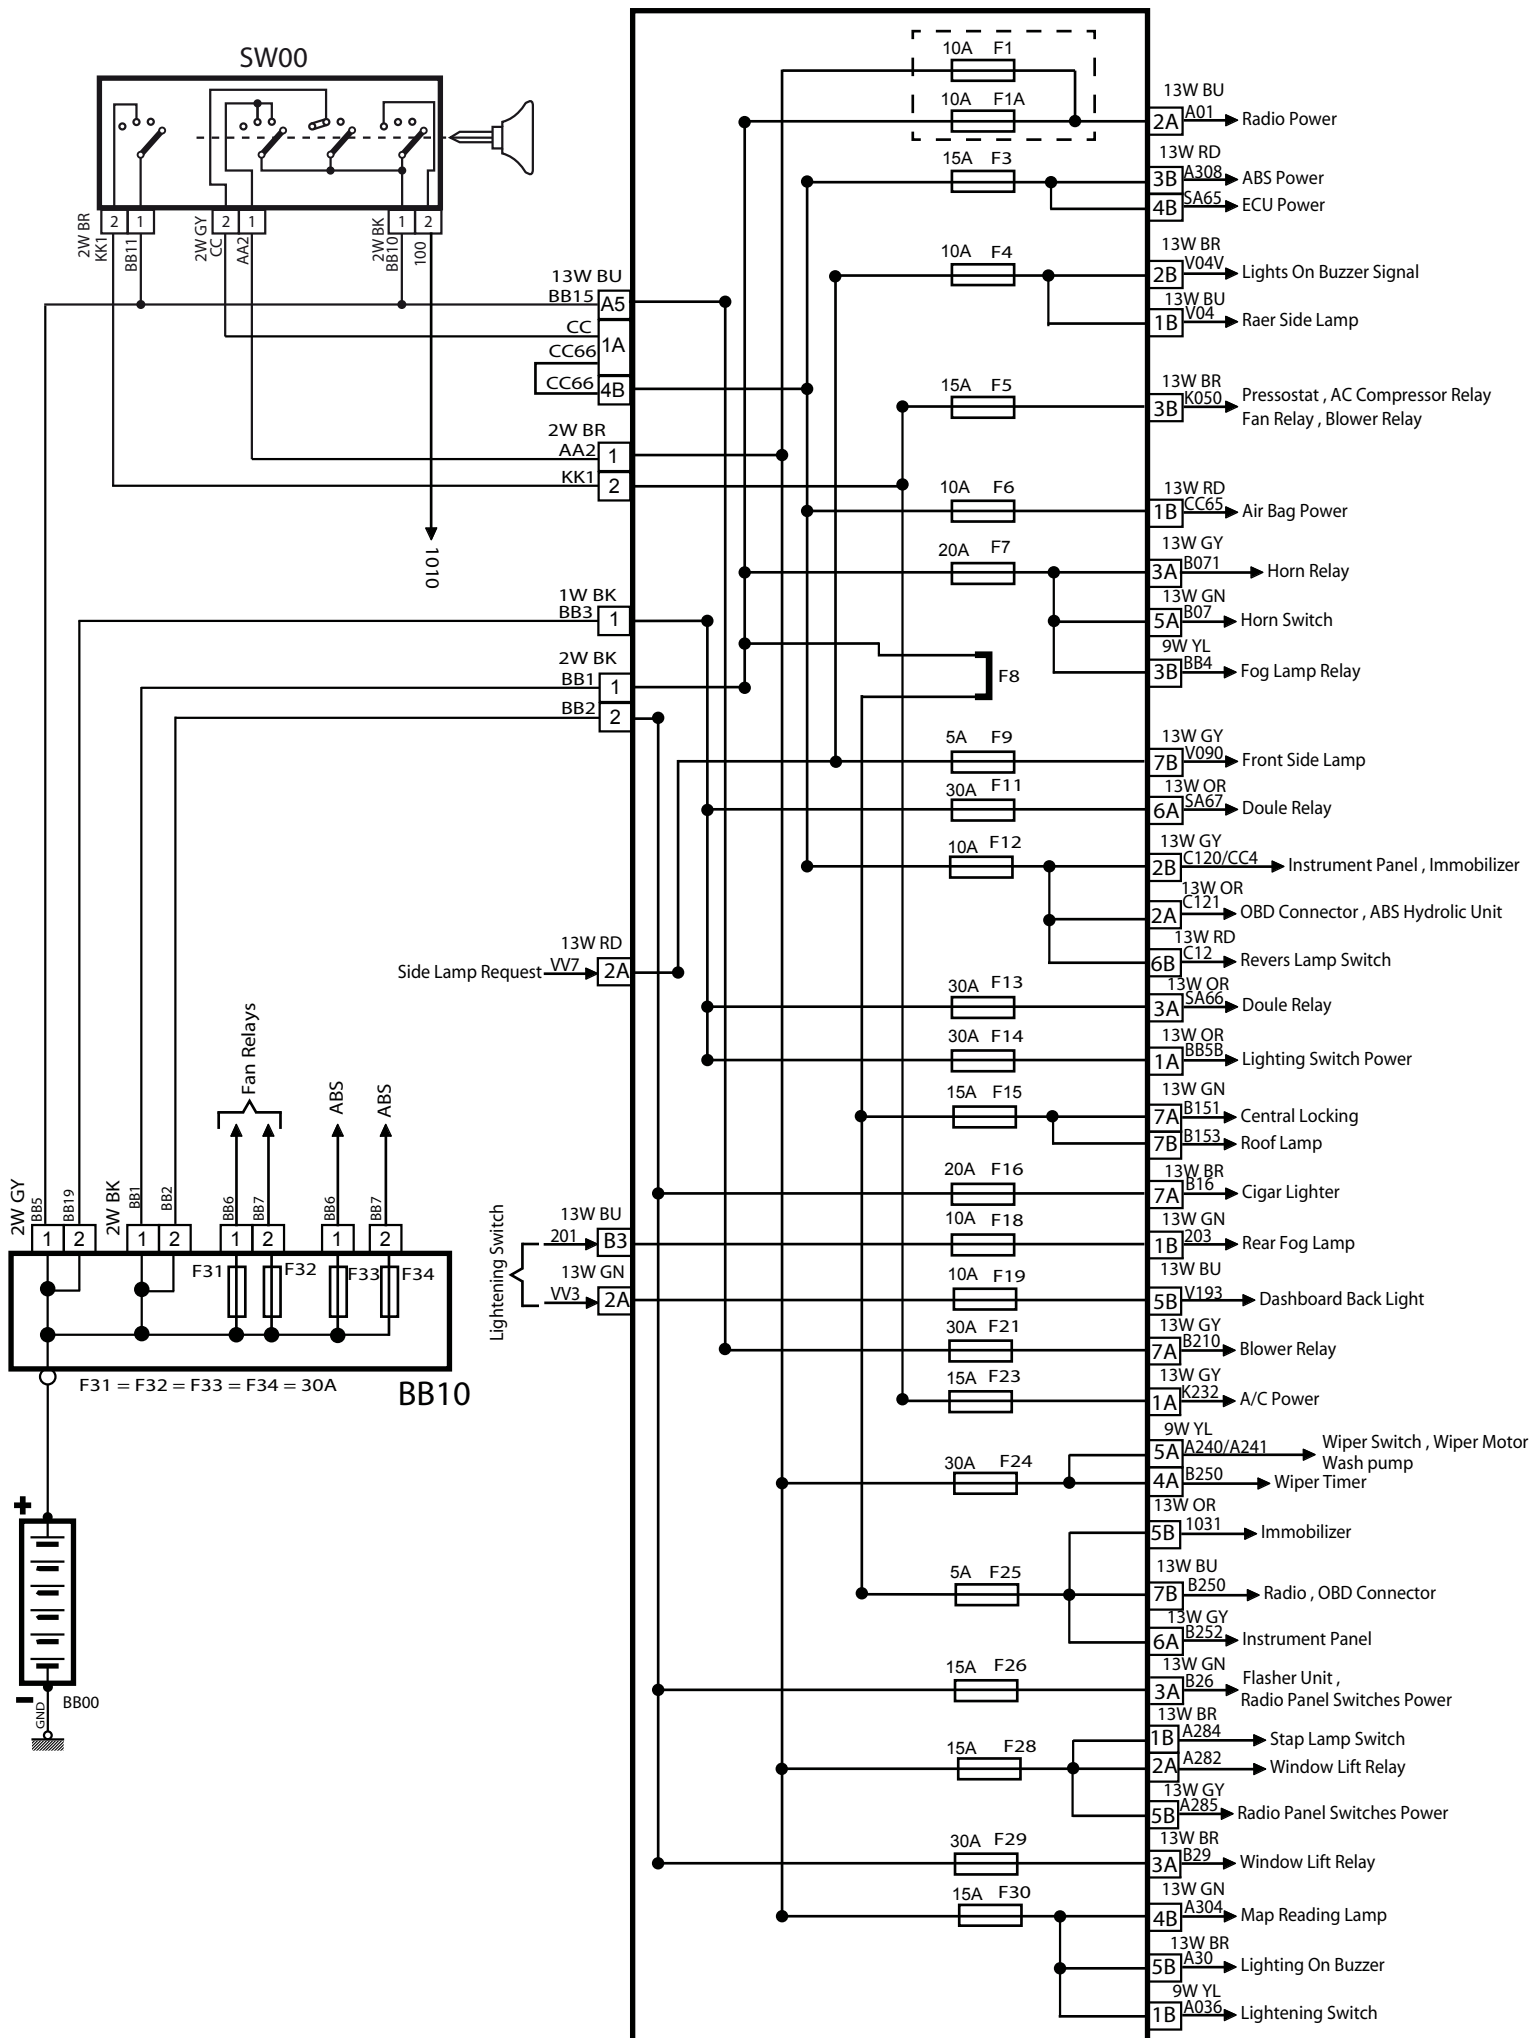 SW00
2 1
2 1
1 2
2W BR
KK1
BB11
2W GY
CC
AA2
2W BK
BB10
100
1010
13W BU
BB15 A5
CC
1A
CC66
CC66 4B
2W BR
AA2 1
KK1 2
1W BK
BB3 1
2W BK
BB1 1
BB2 2
13W RD
Side Lamp Request VV7 2A
Fan Relays
ABS
ABS
2W GY
BB5
BB19
2W BK
BB1
BB2
BB6
BB7
BB6
BB7
1 2 1 2 1 2 1 2
F31 F32 F33 F34
F31 = F32 = F33 = F34 = 30A
BB10
+
-
GND
BB00
Lightening Switch
13W BU
201 B3
13W GN
VV3 2A
10A F1
10A F1A
13W BU
2A A01 Radio Power
15A F3
13W RD
3B A308 ABS Power
4B SA65 ECU Power
10A F4
13W BR
2B V04V Lights On Buzzer Signal
13W BU
1B V04 Raer Side Lamp
15A F5
13W BR
3B K050 Pressostat , AC Compressor Relay
Fan Relay , Blower Relay
10A F6
13W RD
1B CC65 Air Bag Power
20A F7
13W GY
3A B071 Horn Relay
13W GN
5A B07 Horn Switch
9W YL
3B BB4 Fog Lamp Relay
F8
5A F9
13W GY
7B V090 Front Side Lamp
30A F11
13W OR
6A SA67 Doule Relay
10A F12
13W GY
2B C120/CC4 Instrument Panel , Immobilizer
13W OR
2A C121 OBD Connector , ABS Hydrolic Unit
13W RD
6B C12 Revers Lamp Switch
30A F13
13W OR
3A SA66 Doule Relay
30A F14
13W OR
1A BB5B Lighting Switch Power
15A F15
13W GN
7A B151 Central Locking
7B B153 Roof Lamp
20A F16
13W BR
7A B16 Cigar Lighter
10A F18
13W GN
1B 203 Rear Fog Lamp
10A F19
13W BU
5B V193 Dashboard Back Light
30A F21
13W GY
7A B210 Blower Relay
15A F23
13W GY
1A K232 A/C Power
30A F24
9W YL
5A A240/A241 Wiper Switch , Wiper Motor
Wash pump
4A B250 Wiper Timer
13W OR
5B 1031 Immobilizer
5A F25
13W BU
7B B250 Radio , OBD Connector
13W GY
6A B252 Instrument Panel
15A F26
13W GN
3A B26 Flasher Unit ,
Radio Panel Switches Power
15A F28
13W BR
1B A284 Stap Lamp Switch
2A A282 Window Lift Relay
13W GY
5B A285 Radio Panel Switches Power
30A F29
13W BR
3A B29 Window Lift Relay
15A F30
13W GN
4B A304 Map Reading Lamp
13W BR
5B A30 Lighting On Buzzer
9W YL
1B A036 Lightening Switch